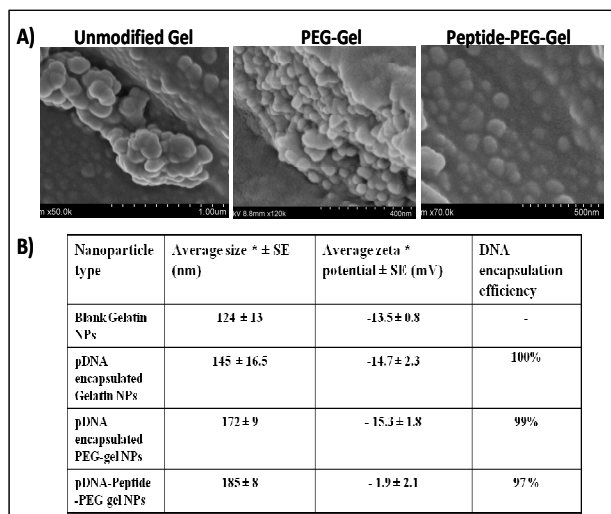 A)
Unmodified Gel
PEG-Gel
Peptide-PEG-Gel
m x50.0k 1.00um
kV 8.8mm x120k 400nm
m x70.0k 500nm
B)
Nanoparticle type
Average size * ± SE (nm)
Average zeta * potential ± SE (mV)
DNA encapsulation efficiency
Blank Gelatin NPs
124 ± 13
-13.5 ± 0.8
-
pDNA encapsulated Gelatin NPs
145 ± 16.5
-14.7 ± 2.3
100%
pDNA encapsulated PEG-gel NPs
172 ± 9
- 15.3 ± 1.8
99%
pDNA-Peptide -PEG gel NPs
185 ± 8
- 1.9 ± 2.1
97%